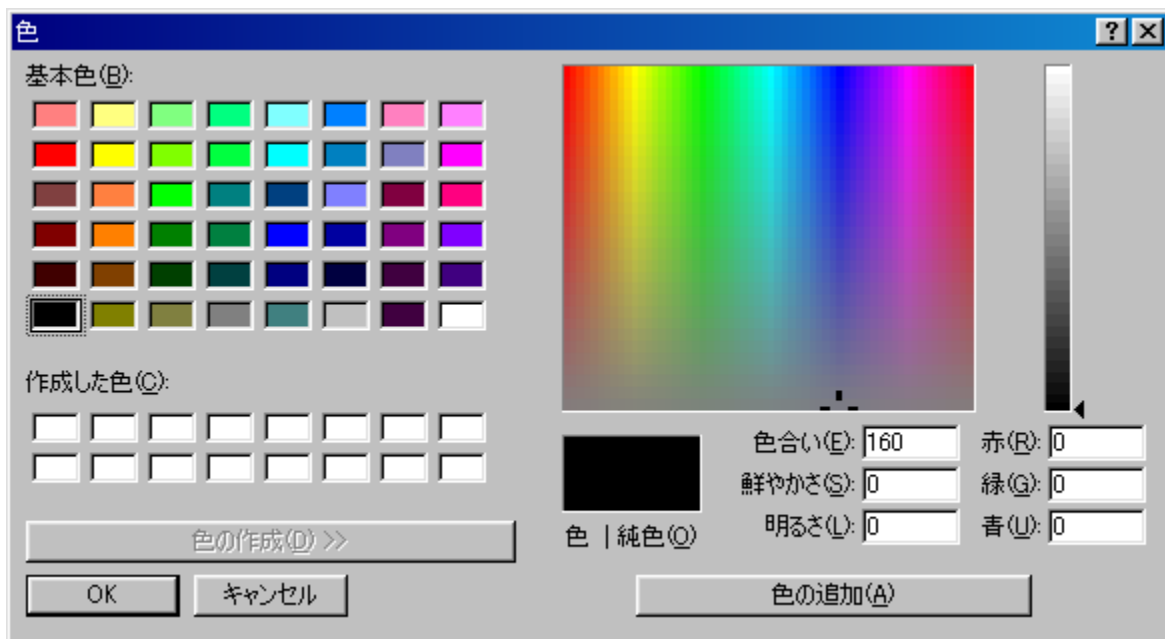 色
基本色(B):
作成した色(C):
色の作成(D) >>
OK キャンセル
色合い(E): 160 赤(R): 0
鮮やかさ(S): 0 緑(G): 0
色 | 純色(O) 明るさ(L): 0 青(U): 0
色の追加(A)